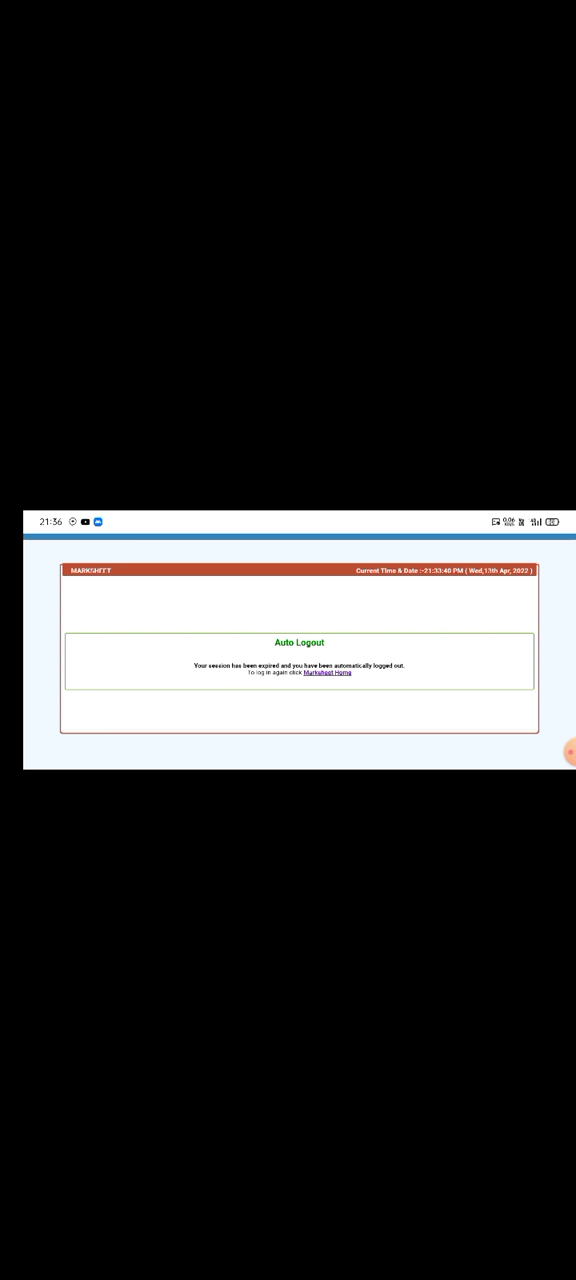 21:36
MARKSHEET Current Time & Date :-21:33:40 PM ( Wed,13th Apr, 2022 )
Auto Logout
Your session has been expired and you have been automatically logged out.
To log in again click Marksheet Home